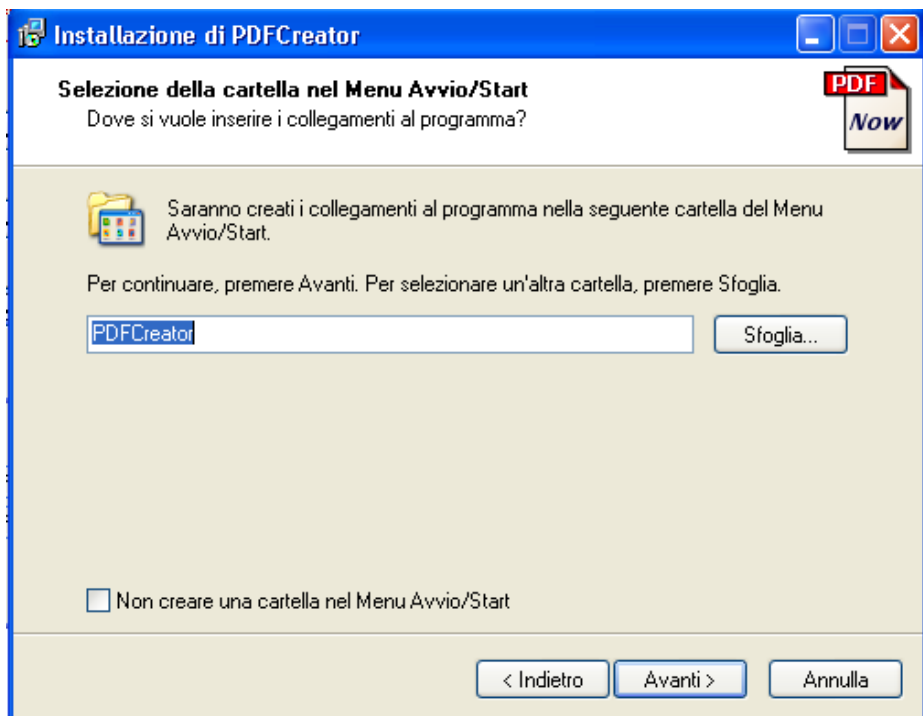 Installazione di PDFCreator
Selezione della cartella nel Menu Avvio/Start
Dove si vuole inserire i collegamenti al programma?
PDF
Now
Saranno creati i collegamenti al programma nella seguente cartella del Menu
Avvio/Start.
Per continuare, premere Avanti. Per selezionare un'altra cartella, premere Sfoglia.
PDFCreator
Sfoglia...
Non creare una cartella nel Menu Avvio/Start
< Indietro
Avanti >
Annulla